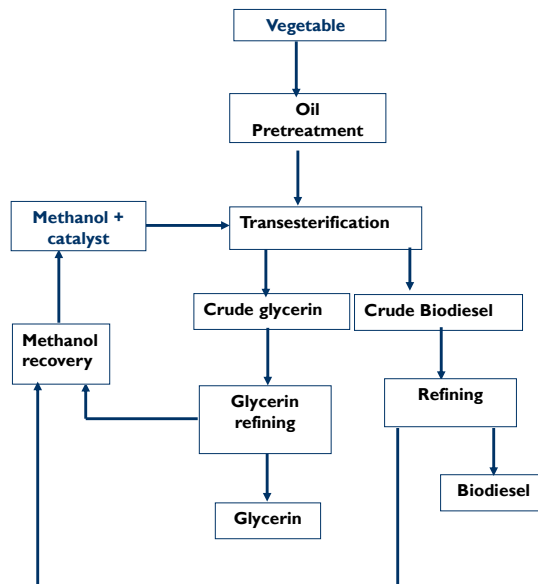 Vegetable
Oil
Pretreatment
Methanol +
catalyst
Transesterification
Crude glycerin
Crude Biodiesel
Methanol
recovery
Glycerin
refining
Refining
Biodiesel
Glycerin